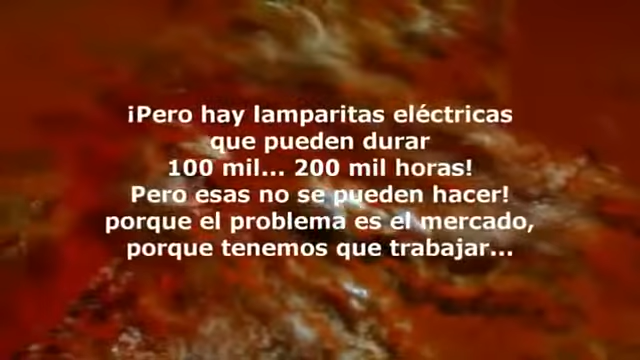 ¡Pero hay lamparitas eléctricas
que pueden durar
100 mil... 200 mil horas!
Pero esas no se pueden hacer!
porque el problema es el mercado,
porque tenemos que trabajar...